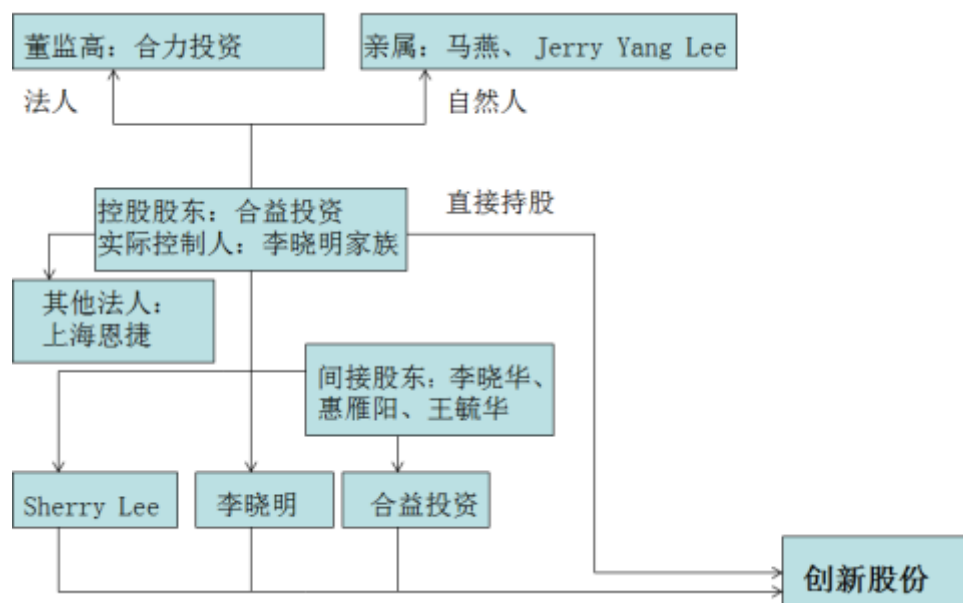 董监高：合力投资
亲属：马燕、Jerry Yang Lee
法人
自然人
控股股东：合益投资
实际控制人：李晓明家族
直接持股
其他法人：
上海恩捷
间接股东：李晓华、
惠雁阳、王毓华
Sherry Lee
李晓明
合益投资
创新股份